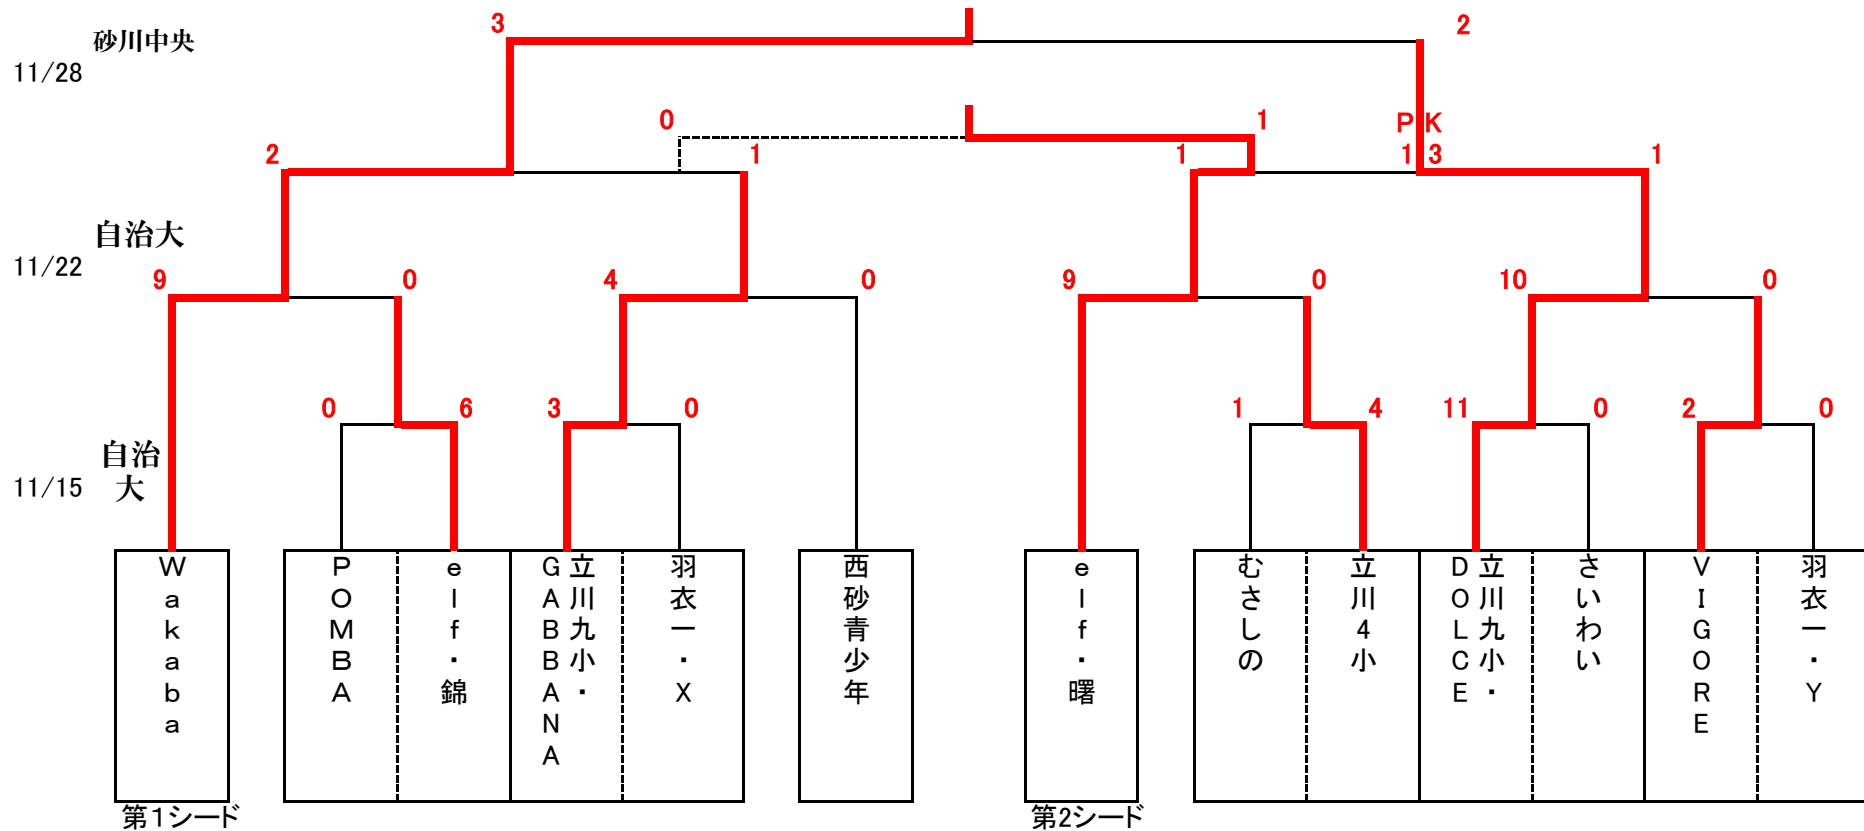 3
2
砂川中央
11/28
0
1
PK
2
1
1
1 3
1
自治大
11/22
9
0
4
0
9
0
10
0
0
6
3
0
1
4
11
0
2
0
自治
大
11/15
Wakaba
POMBA
elf・錦
立川九小・
GABBANA
羽衣一・X
西砂青少年
elf・曙
むさしの
立川4小
立川九小・
DOLCE
さいわい
VIGORE
羽衣一・Y
第1シード
第2シード